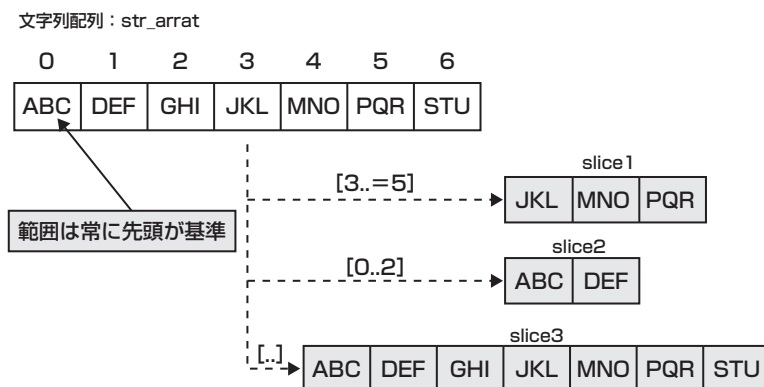 文字列配列：str_arrat
0 1 2 3 4 5 6
ABC DEF GHI JKL MNO PQR STU
[3..=5]
slice1
JKL MNO PQR
範囲は常に先頭が基準
[0..2]
slice2
ABC DEF
[..]
slice3
ABC DEF GHI JKL MNO PQR STU